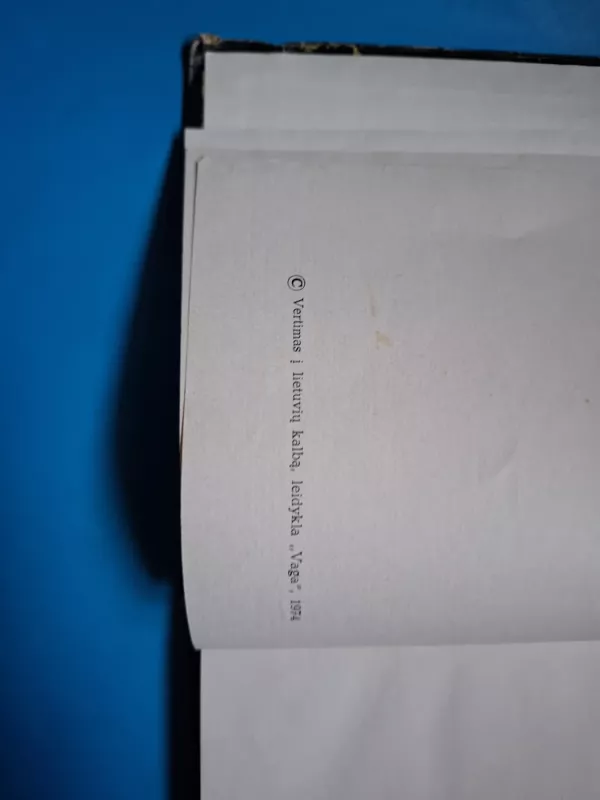 © Vertimas į lietuvių kalbą, leidykla „Vaga“, 1974